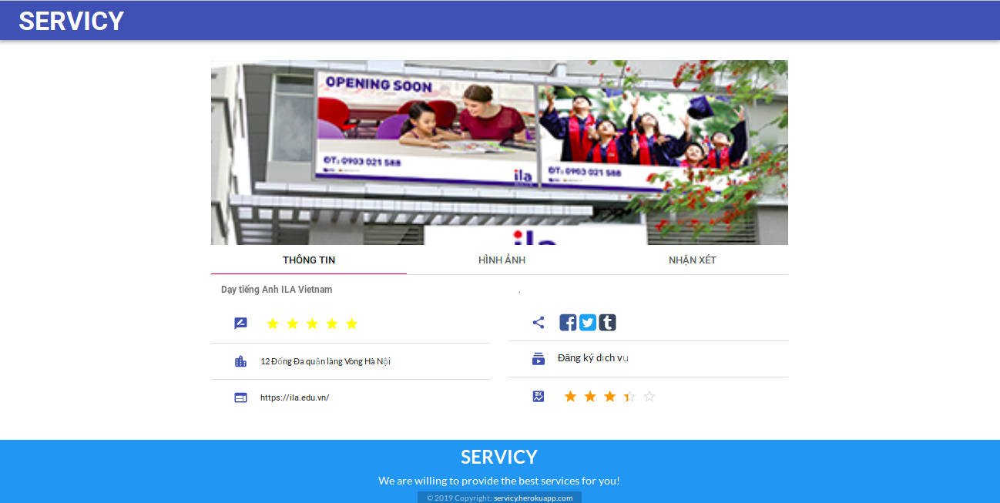 SERVICY
OPENING SOON
ĐT: 0903 021 588
ila
ĐT: 0903 021 588
ila
THÔNG TIN
HÌNH ẢNH
NHẬN XÉT
Dạy tiếng Anh ILA Vietnam
.
12 Đống Đa quân làng Vòng Hà Nội
Đăng ký dịch vụ
https://ila.edu.vn/
SERVICY
We are willing to provide the best services for you!
© 2019 Copyright: servicy.herokuapp.com